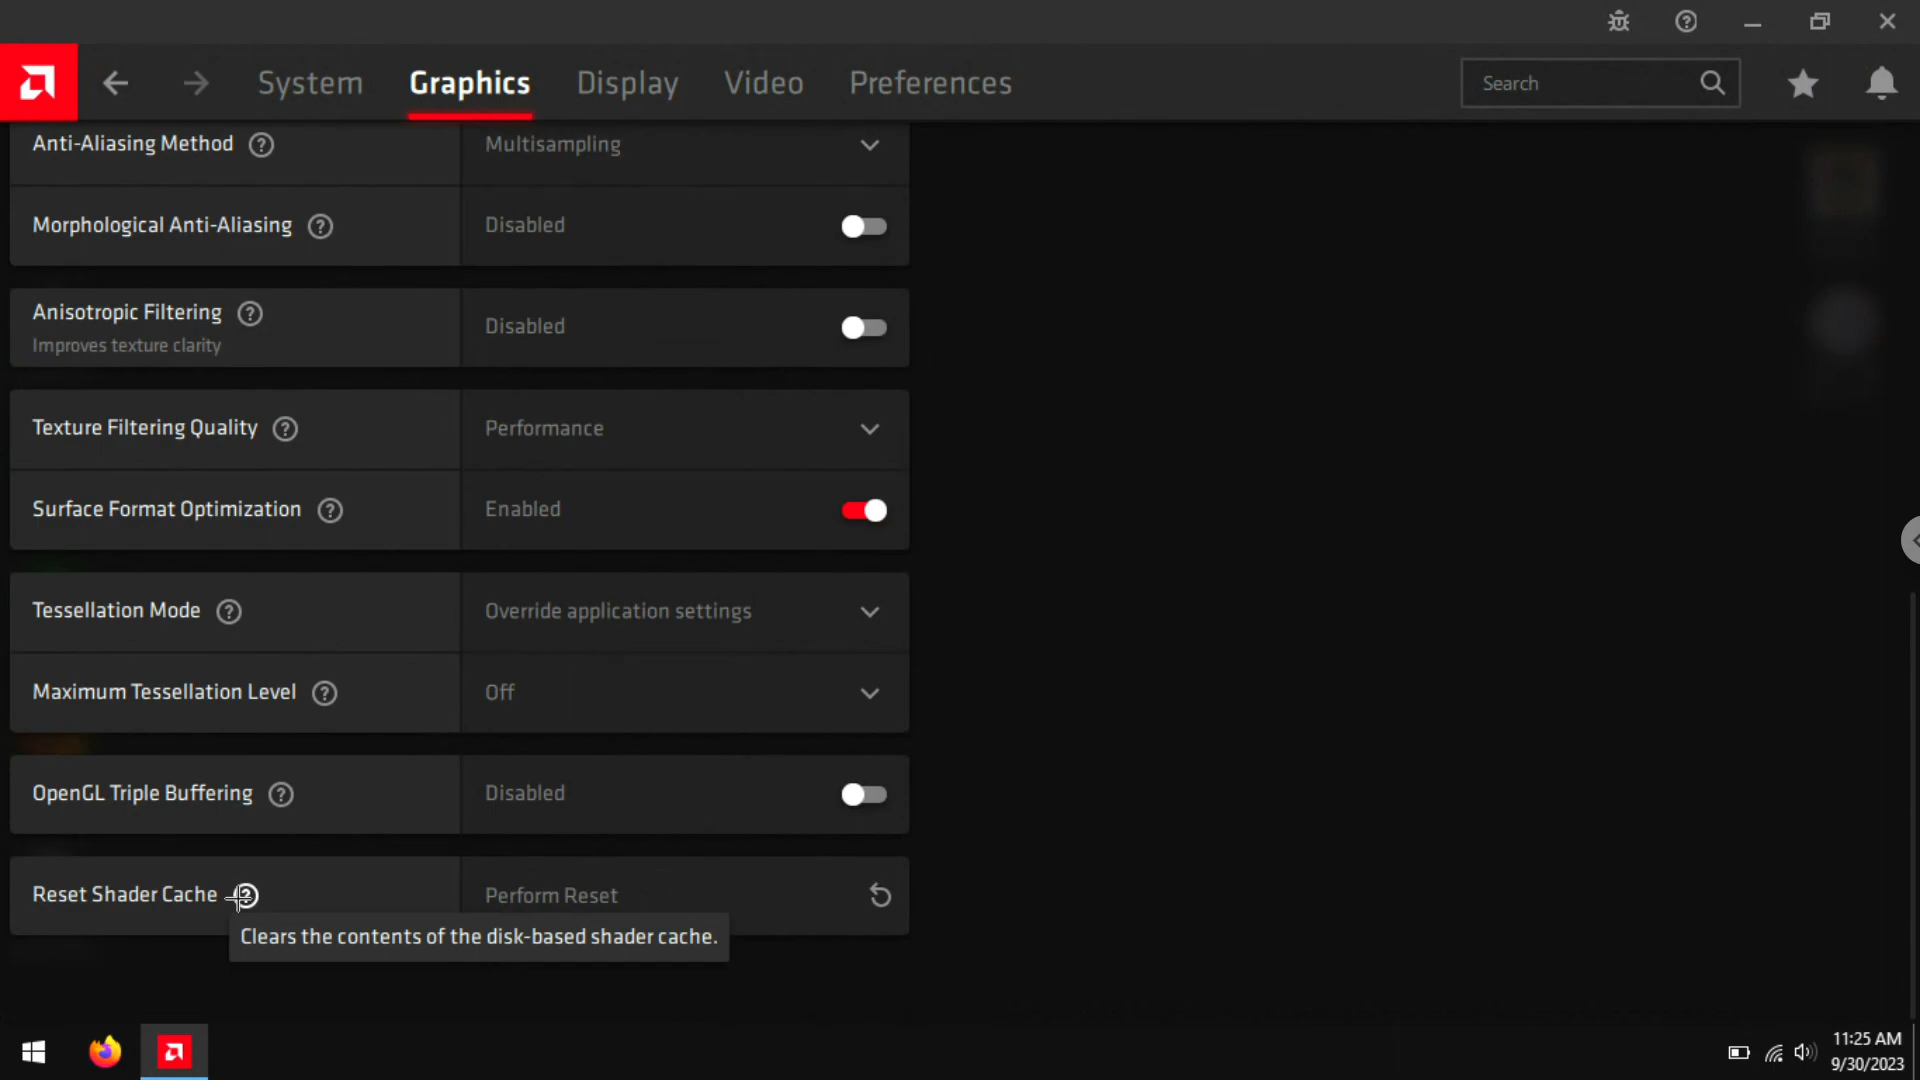 System Graphics Display Video Preferences Search
Anti-Aliasing Method Multisampling
Morphological Anti-Aliasing Disabled
Anisotropic Filtering Disabled
Improves texture clarity
Texture Filtering Quality Performance
Surface Format Optimization Enabled
Tessellation Mode Override application settings
Maximum Tessellation Level Off
OpenGL Triple Buffering Disabled
Reset Shader Cache Perform Reset
Clears the contents of the disk-based shader cache.
11:25 AM
9/30/2023